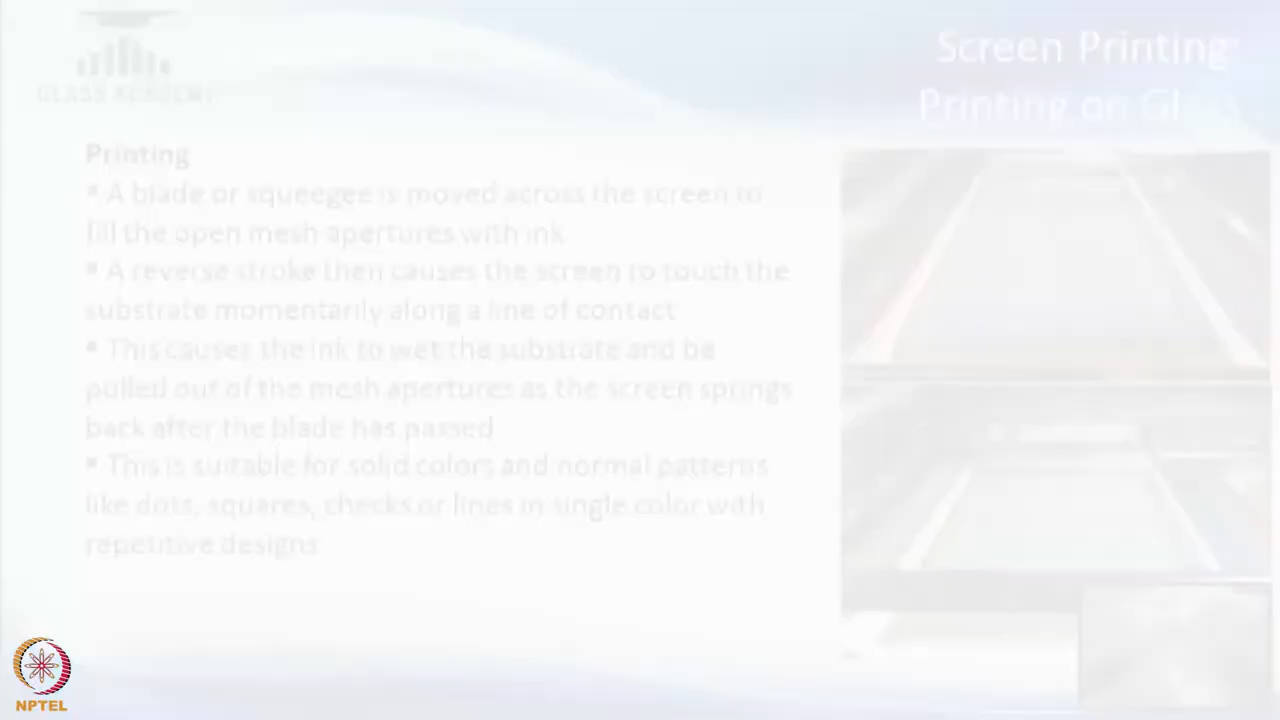 GLASS ACADEMY
Screen Printing:
Printing on Glass
Printing
▪ A blade or squeegee is moved across the screen to
fill the open mesh apertures with ink
▪ A reverse stroke then causes the screen to touch the
substrate momentarily along a line of contact
▪ This causes the ink to wet the substrate and be
pulled out of the mesh apertures as the screen springs
back after the blade has passed
▪ This is suitable for solid colors and normal patterns
like dots, squares, checks or lines in single color with
repetitive designs
NPTEL